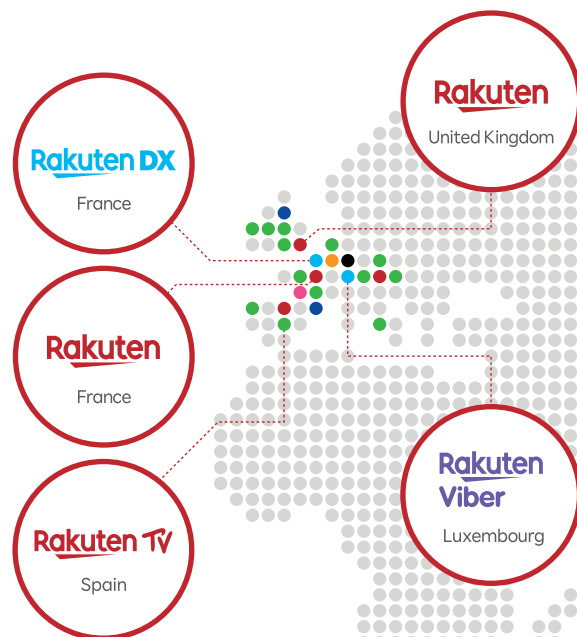 Rakuten
United Kingdom
Rakuten DX
France
Rakuten
France
Rakuten TV
Spain
Rakuten
Viber
Luxembourg